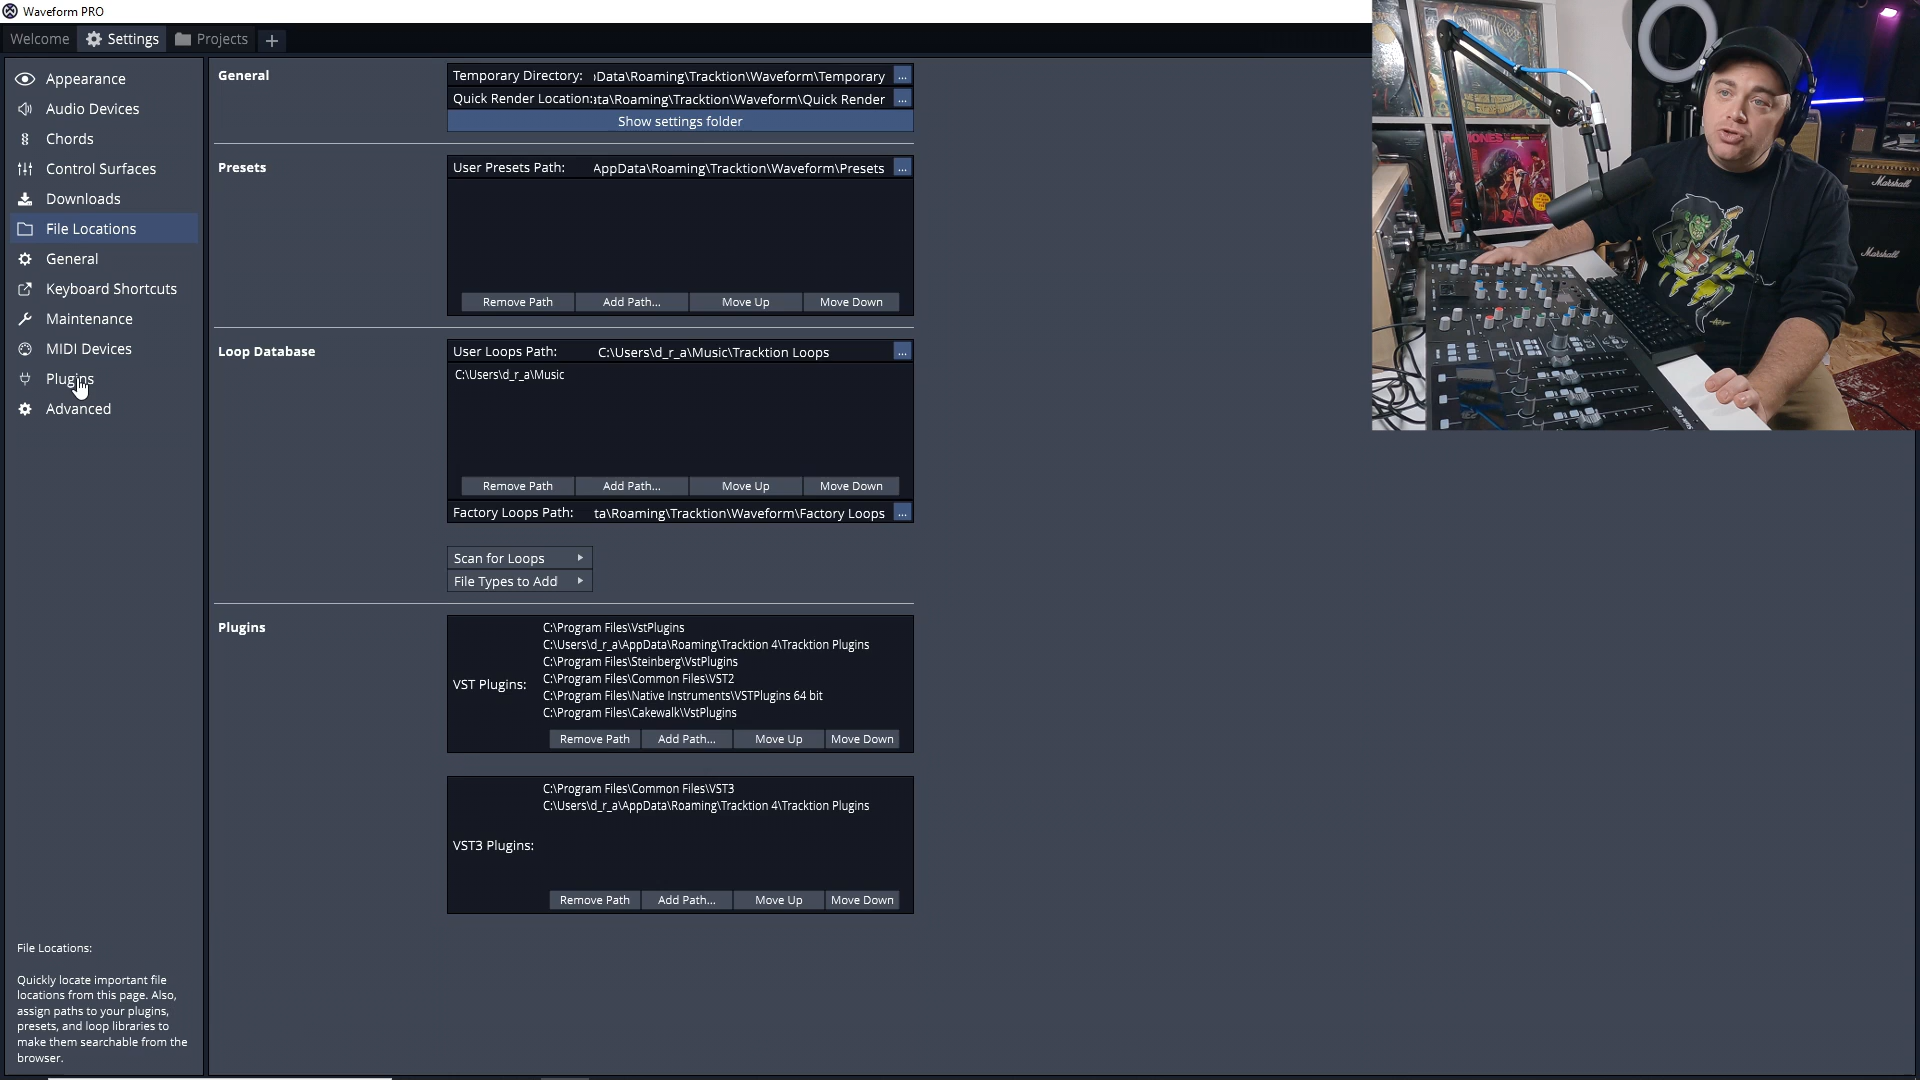 Waveform PRO
Welcome
Settings
Projects
+
Appearance
Audio Devices
Chords
Control Surfaces
Downloads
File Locations
General
Keyboard Shortcuts
Maintenance
MIDI Devices
Plugins
Advanced
File Locations:
Quickly locate important file
locations from this page. Also,
assign paths to your plugins,
presets, and loop libraries to
make them searchable from the
browser.
General
Temporary Directory: ıData\Roaming\Tracktion\Waveform\Temporary ...
Quick Render Location: ıta\Roaming\Tracktion\Waveform\Quick Render ...
Show settings folder
Presets
User Presets Path: AppData\Roaming\Tracktion\Waveform\Presets ...
Remove Path Add Path... Move Up Move Down
Loop Database
User Loops Path: C:\Users\d_r_a\Music\Tracktion Loops ...
C:\Users\d_r_a\Music
Remove Path Add Path... Move Up Move Down
Factory Loops Path: ta\Roaming\Tracktion\Waveform\Factory Loops ...
Scan for Loops
File Types to Add
Plugins
VST Plugins:
C:\Program Files\VstPlugins
C:\Users\d_r_a\AppData\Roaming\Tracktion 4\Tracktion Plugins
C:\Program Files\Steinberg\VstPlugins
C:\Program Files\Common Files\VST2
C:\Program Files\Native Instruments\VSTPlugins 64 bit
C:\Program Files\Cakewalk\VstPlugins
Remove Path Add Path... Move Up Move Down
VST3 Plugins:
C:\Program Files\Common Files\VST3
C:\Users\d_r_a\AppData\Roaming\Tracktion 4\Tracktion Plugins
Remove Path Add Path... Move Up Move Down
RAMONES
Marshall
Marshall